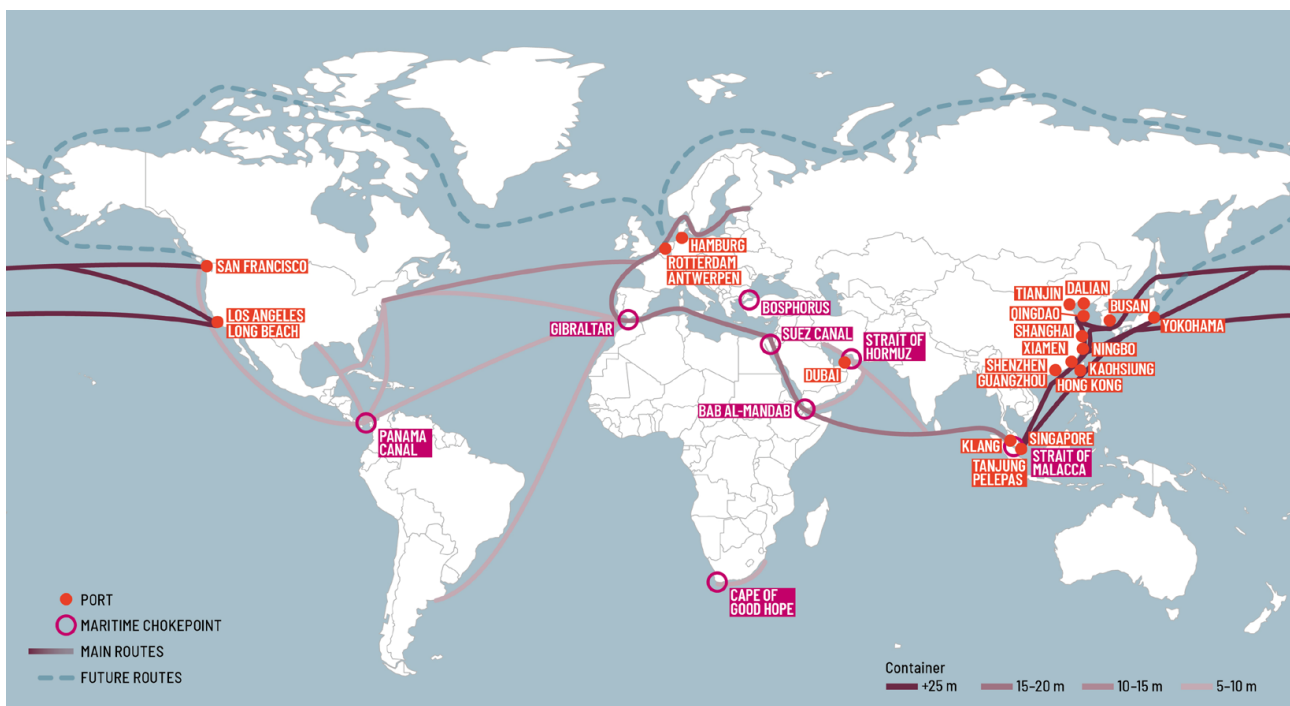 SAN FRANCISCO
LOS ANGELES
LONG BEACH
PANAMA
CANAL
HAMBURG
ROTTERDAM
ANTWERPEN
GIBRALTAR
BOSPHORUS
SUEZ CANAL
STRAIT OF
HORMUZ
DUBAI
BAB AL-MANDAB
CAPE OF
GOOD HOPE
TIANJIN
DALIAN
QINGDAO
BUSAN
SHANGHAI
YOKOHAMA
XIAMEN
NINGBO
SHENZHEN
GUANGZHOU
KAOHSIUNG
HONG KONG
KLANG
SINGAPORE
TANJUNG
PELEPAS
STRAIT OF
MALACCA
PORT
MARITIME CHOKEPOINT
MAIN ROUTES
FUTURE ROUTES
Container
+25 m
15–20 m
10–15 m
5–10 m